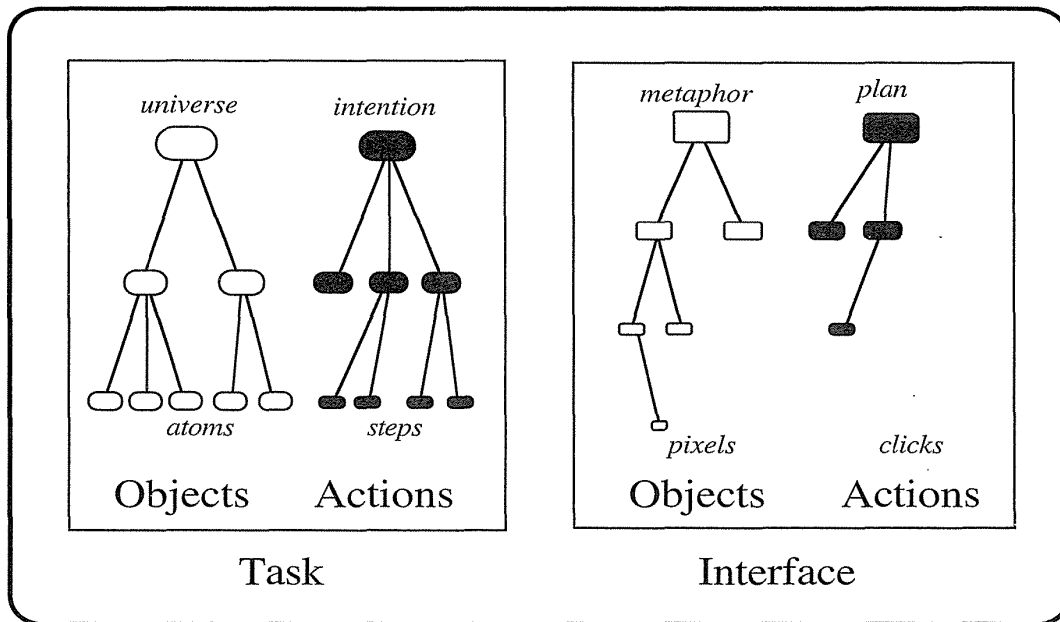 universe
intention
atoms
steps
Objects
Actions
Task
metaphor
plan
pixels
clicks
Objects
Actions
Interface